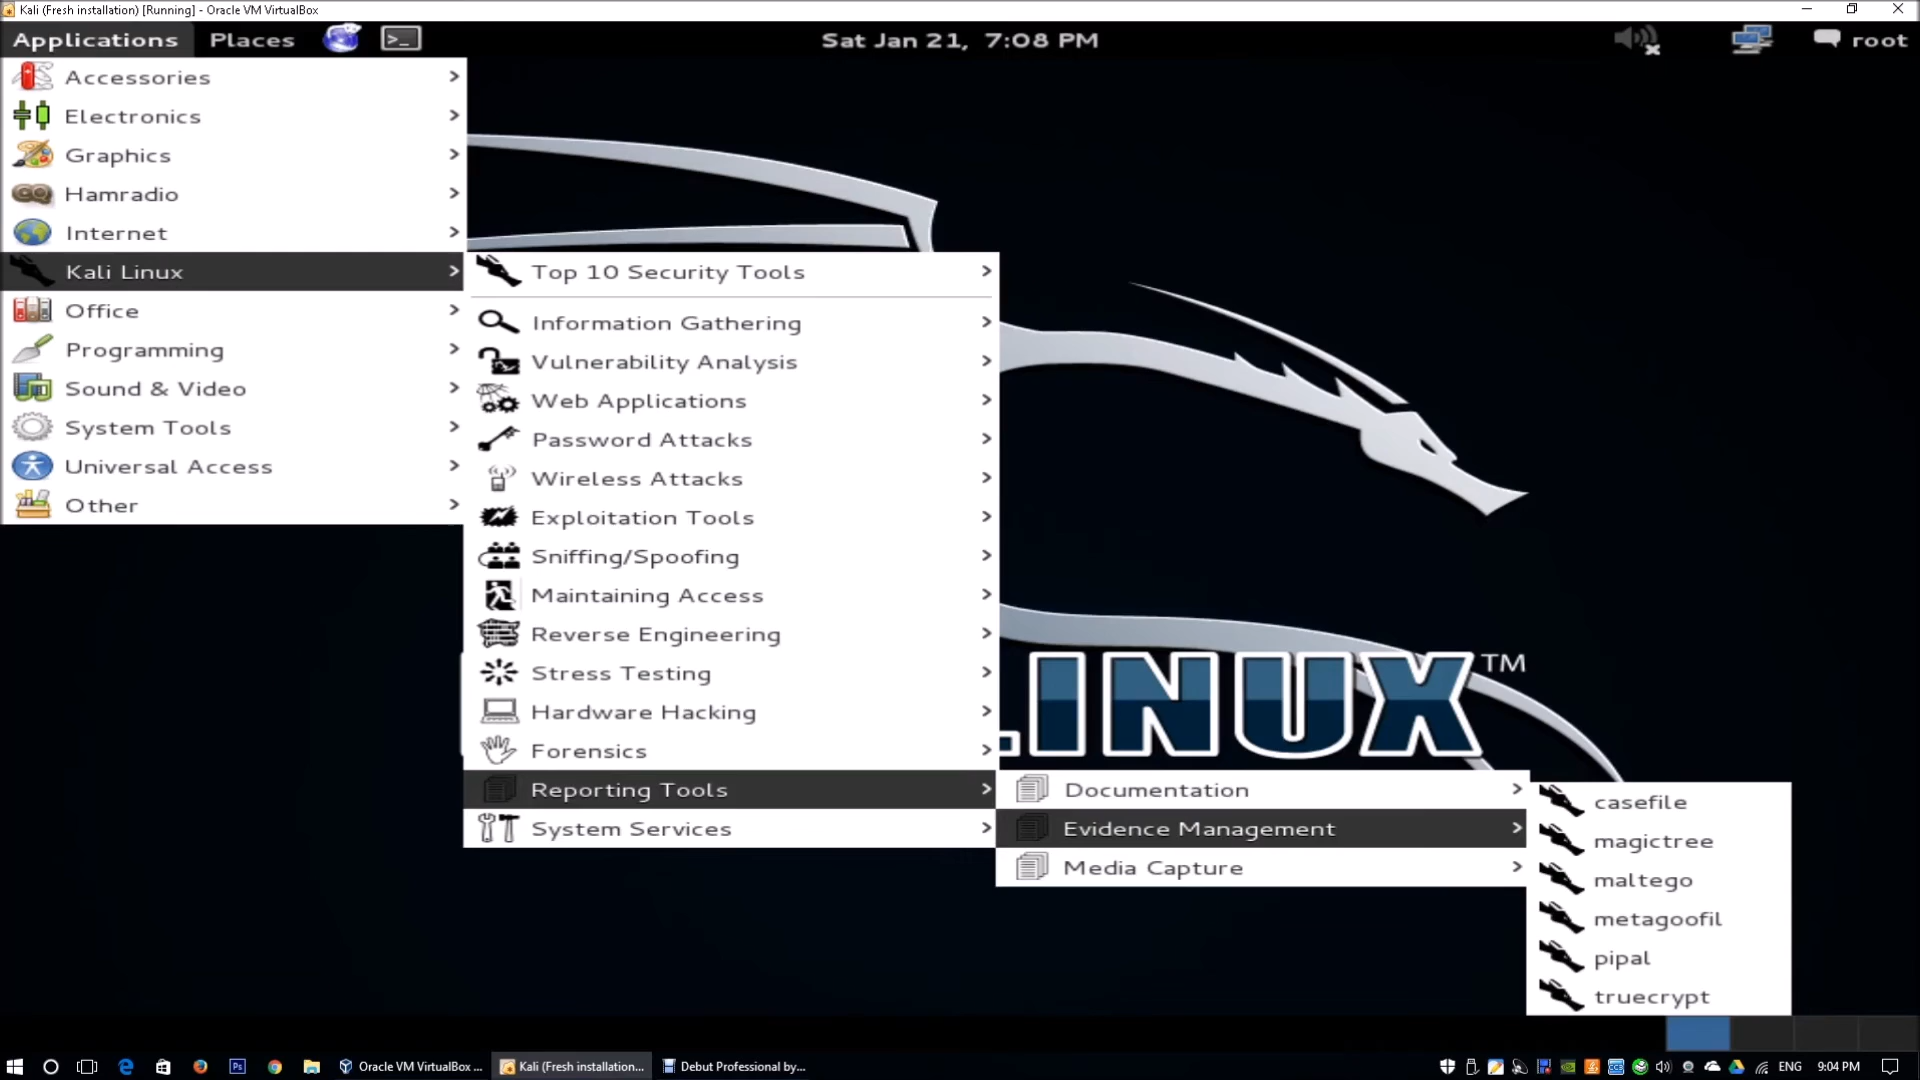 Kali (Fresh installation) [Running] - Oracle VM VirtualBox
Applications Places Sat Jan 21, 7:08 PM root
Accessories
Electronics
Graphics
Hamradio
Internet
Kali Linux
Office
Programming
Sound & Video
System Tools
Universal Access
Other
Top 10 Security Tools
Information Gathering
Vulnerability Analysis
Web Applications
Password Attacks
Wireless Attacks
Exploitation Tools
Sniffing/Spoofing
Maintaining Access
Reverse Engineering
Stress Testing
Hardware Hacking
Forensics
Reporting Tools
System Services
INUX™
Documentation
Evidence Management
Media Capture
casefile
magictree
maltego
metagoofil
pipal
truecrypt
Ps Oracle VM VirtualBox ... Kali (Fresh installation... Debut Professional by... ENG 9:04 PM